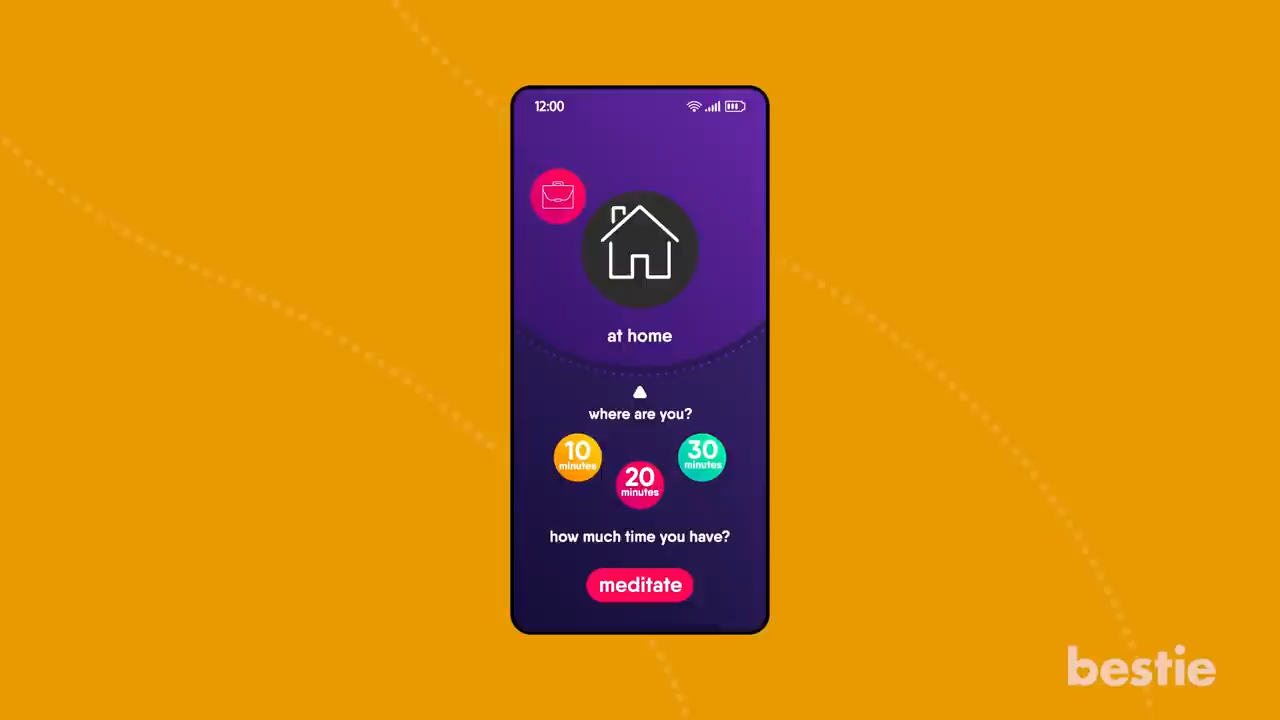 12:00
at home
where are you?
10
minutes
30
minutes
20
minutes
how much time you have?
meditate
bestie